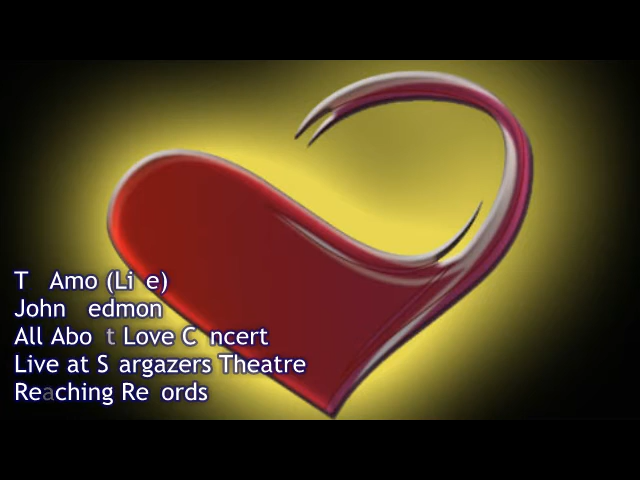 T Amo (Li e)
John edmon
All Abo t Love C ncert
Live at S argazers Theatre
Reaching Re ords